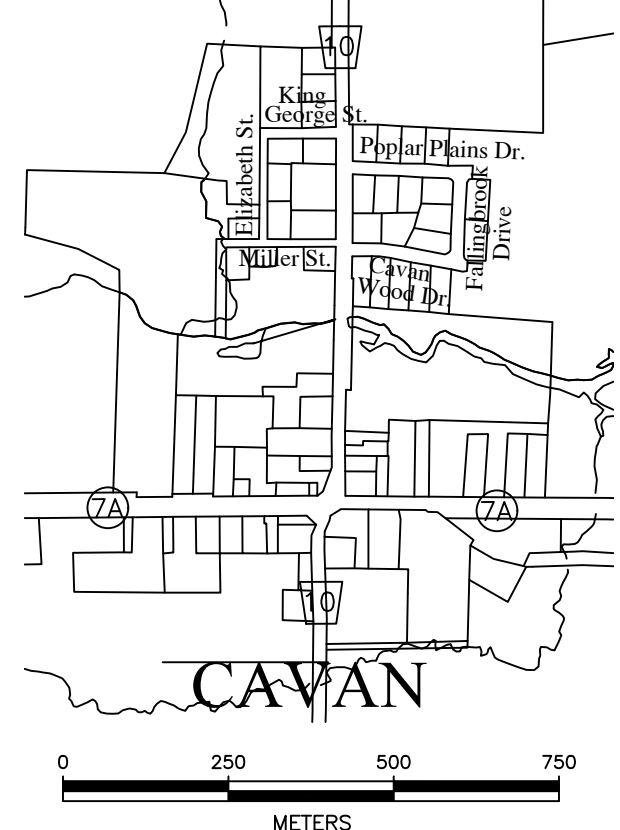 10
King
George St.
Poplar Plains Dr.
Elizabeth St.
Fallingbrook
Drive
Miller St.
Cavan
Wood Dr.
7A
7A
10
CAVAN
0 250 500 750
METERS